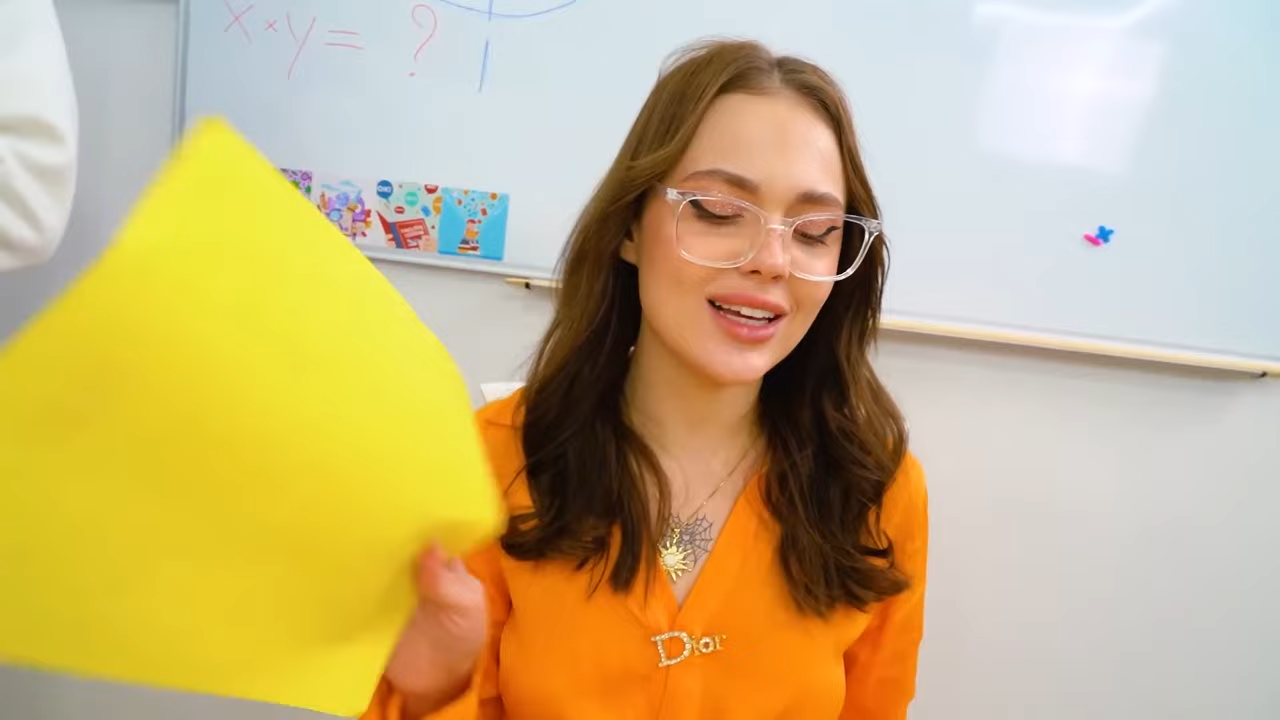 X × Y = ?
Dior